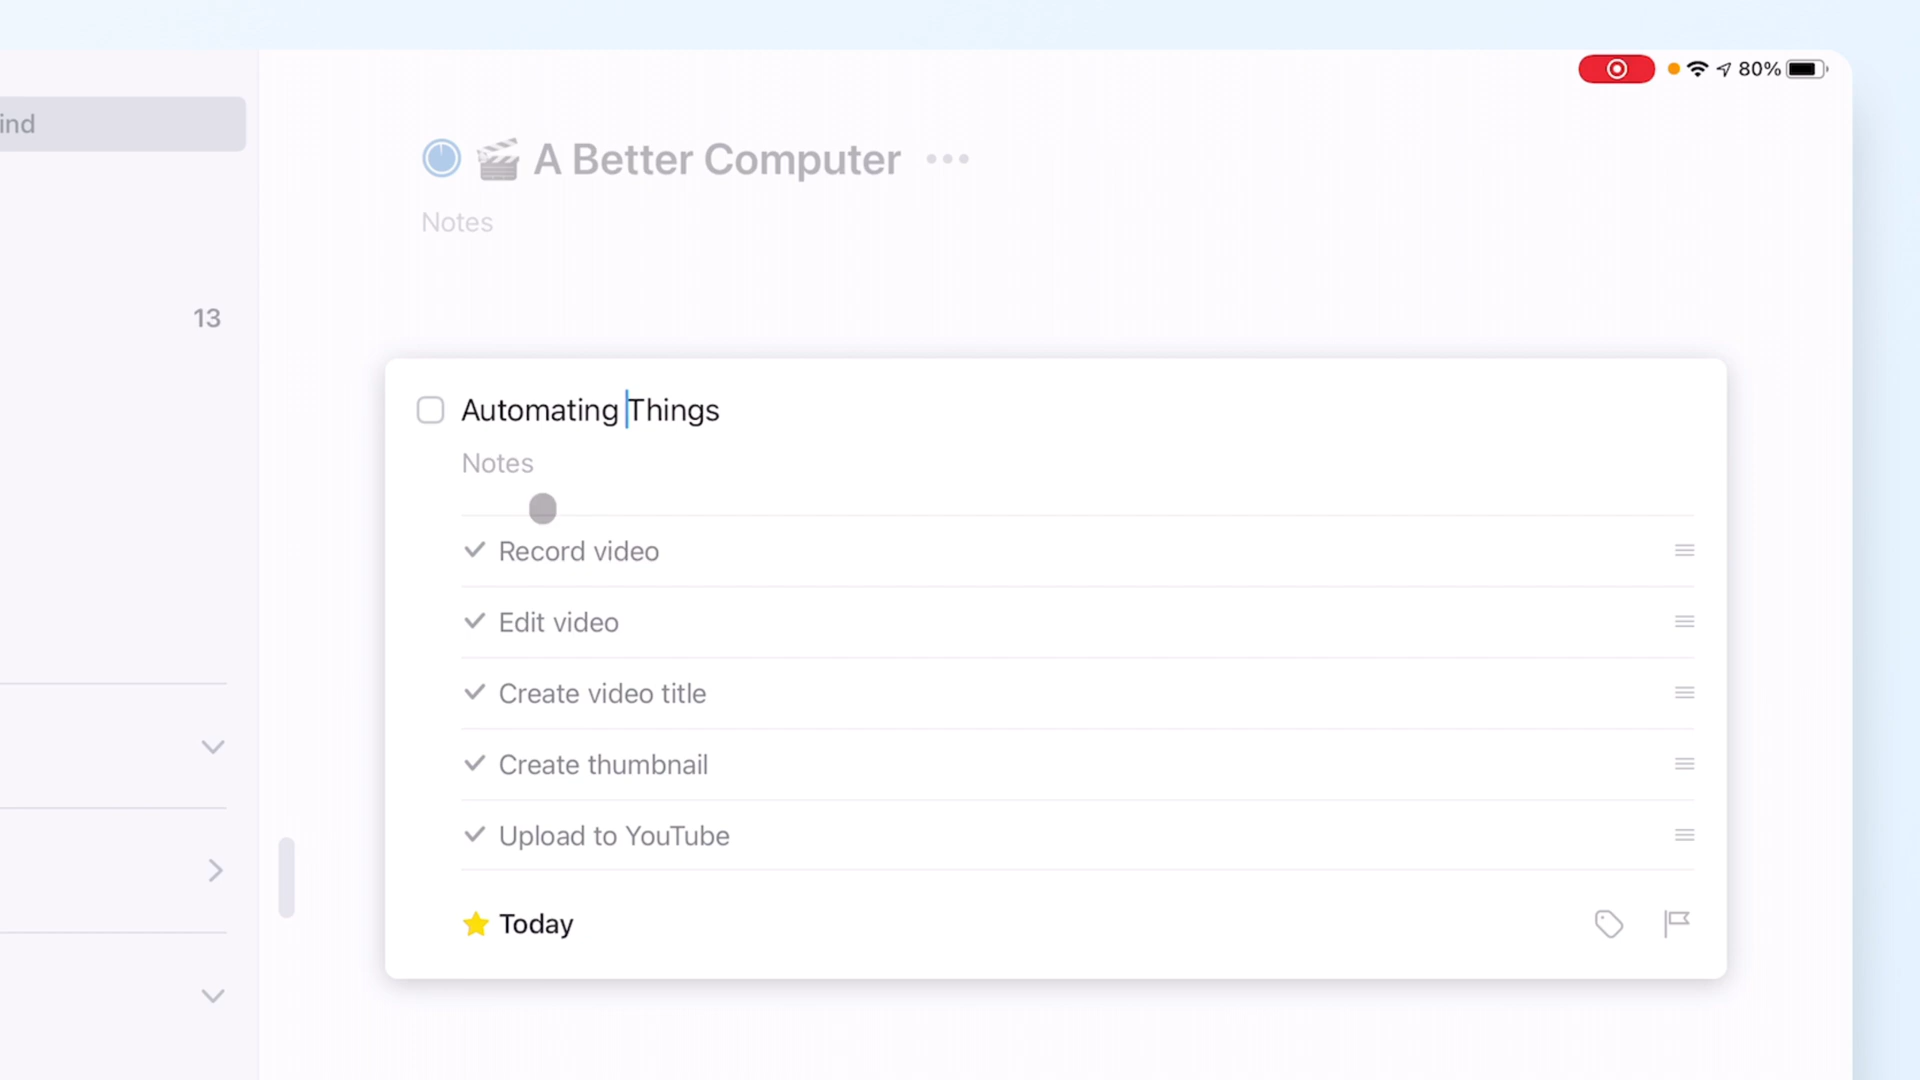 80%
ind
A Better Computer
Notes
13
Automating Things
Notes
Record video
Edit video
Create video title
Create thumbnail
Upload to YouTube
Today